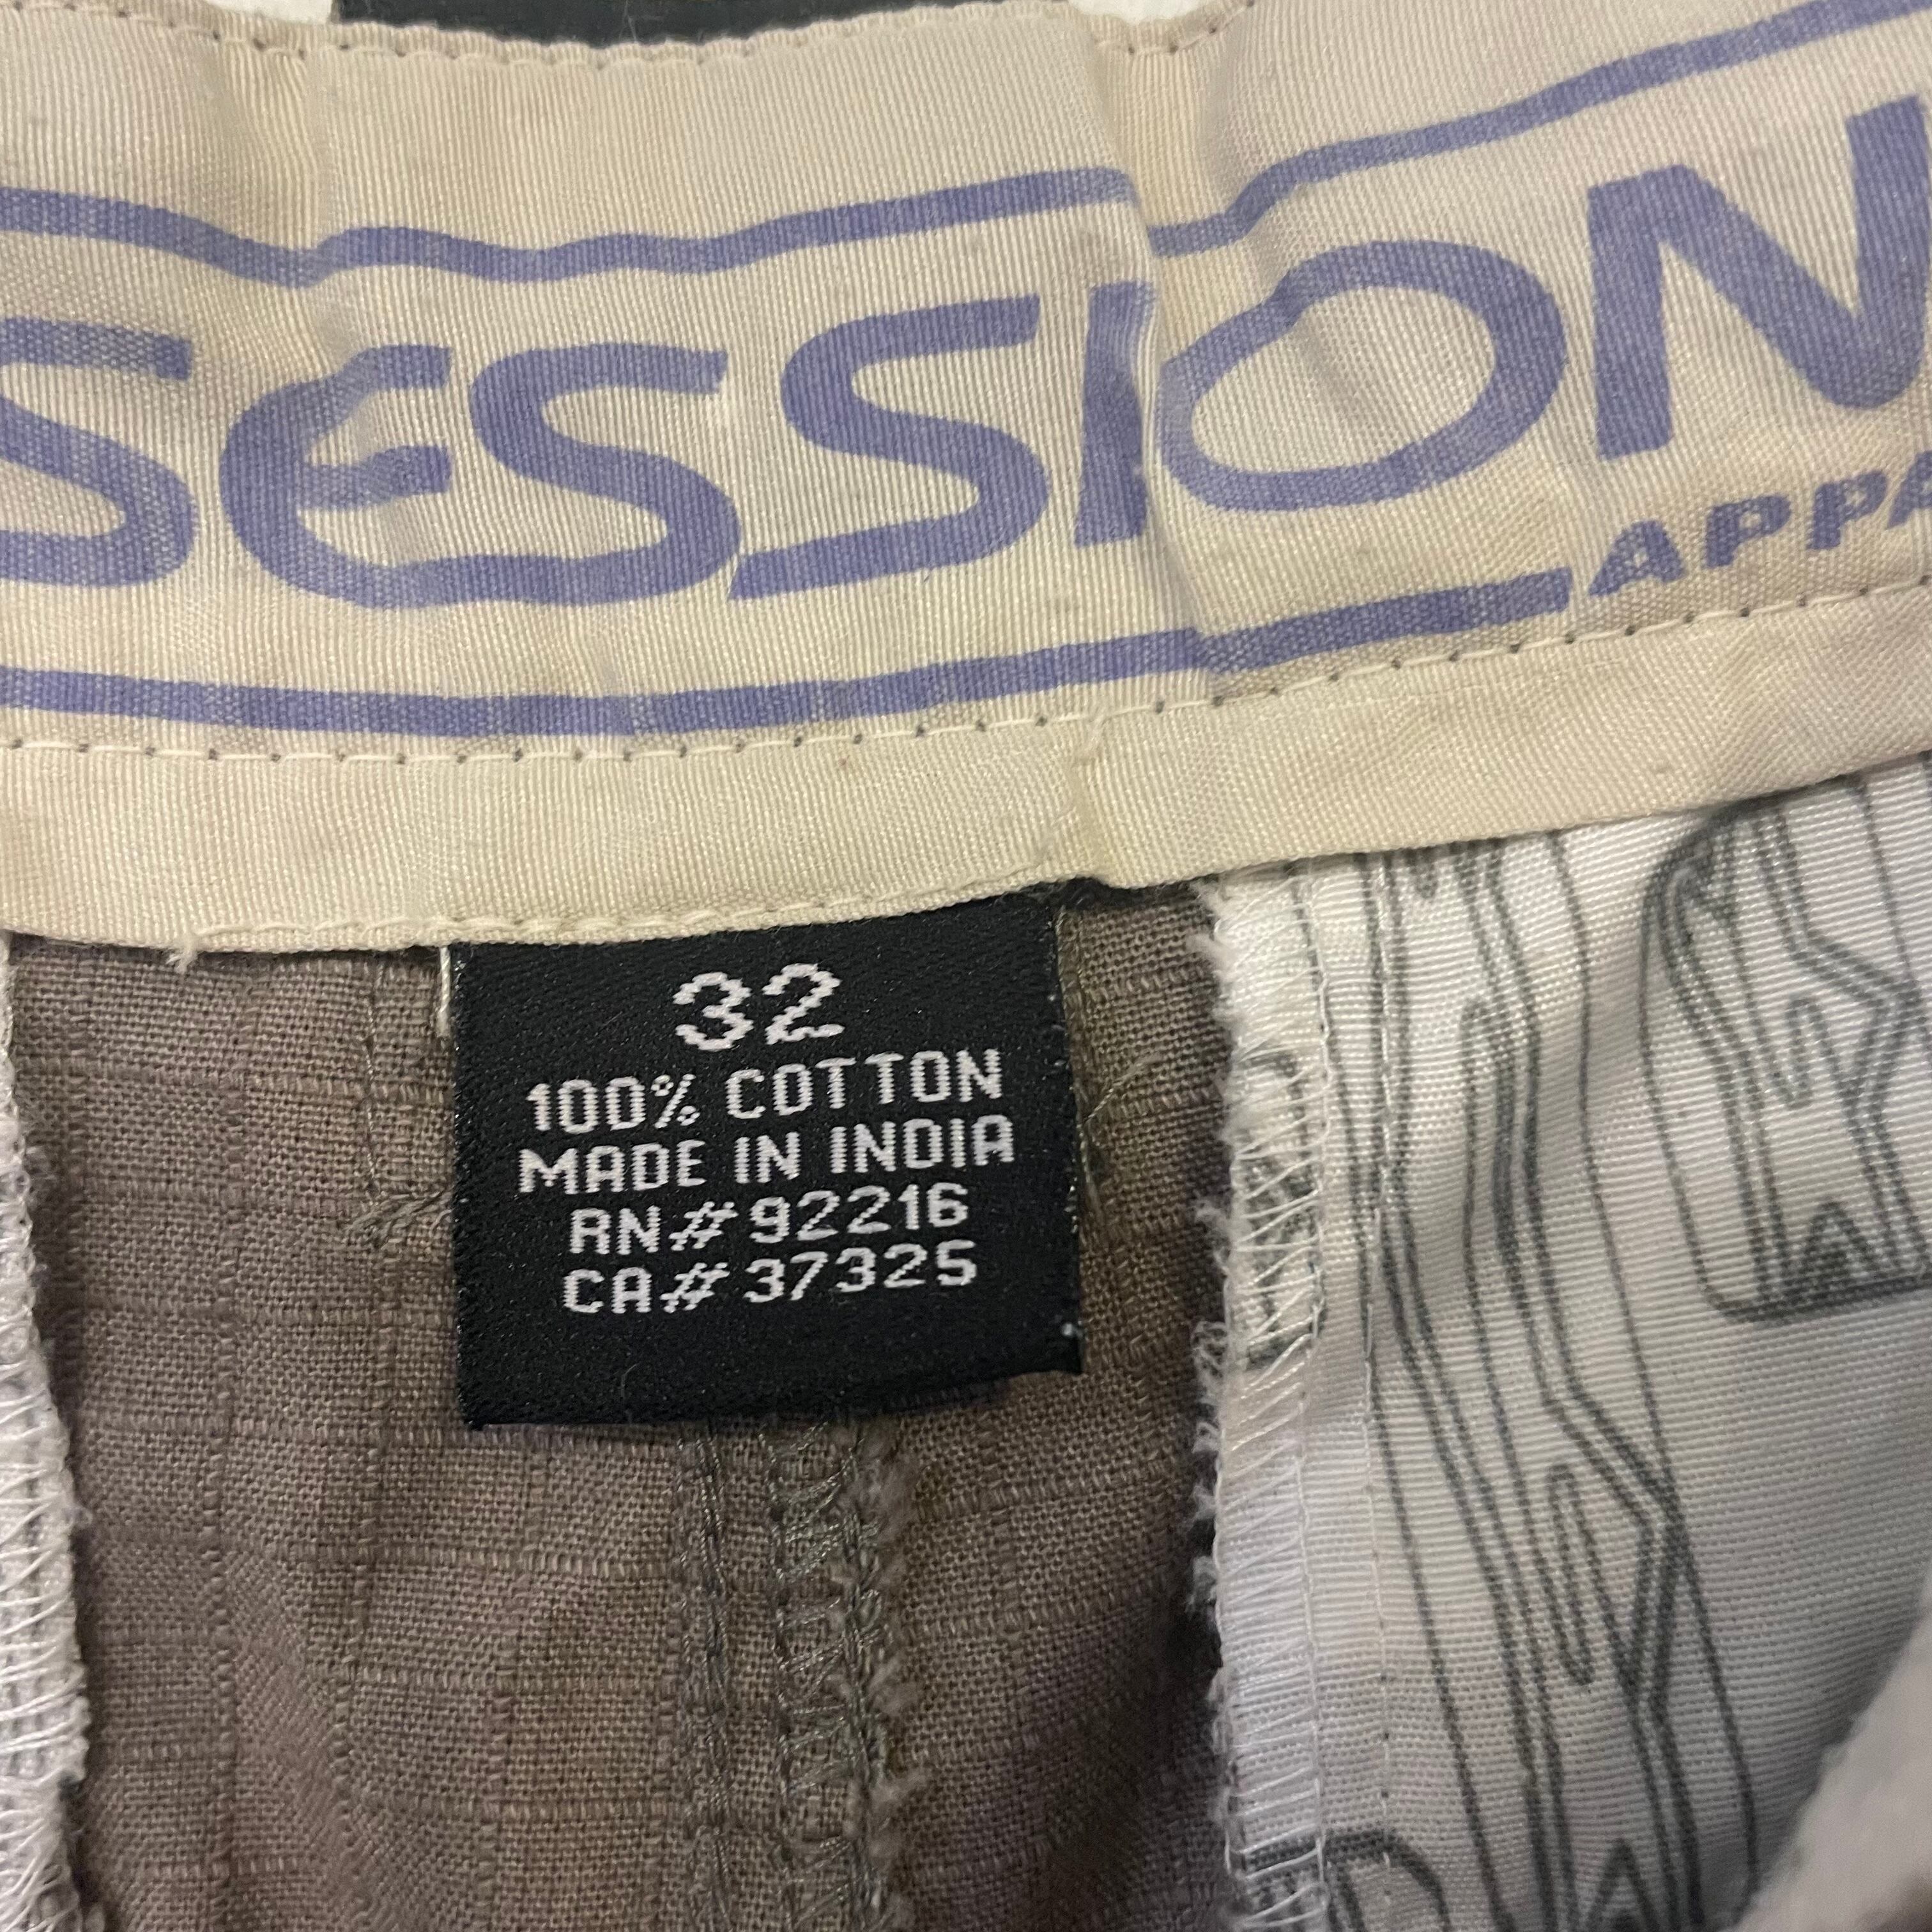 SESSION
APPA
32
100% COTTON
MADE IN INDIA
RN# 92216
CA# 37325